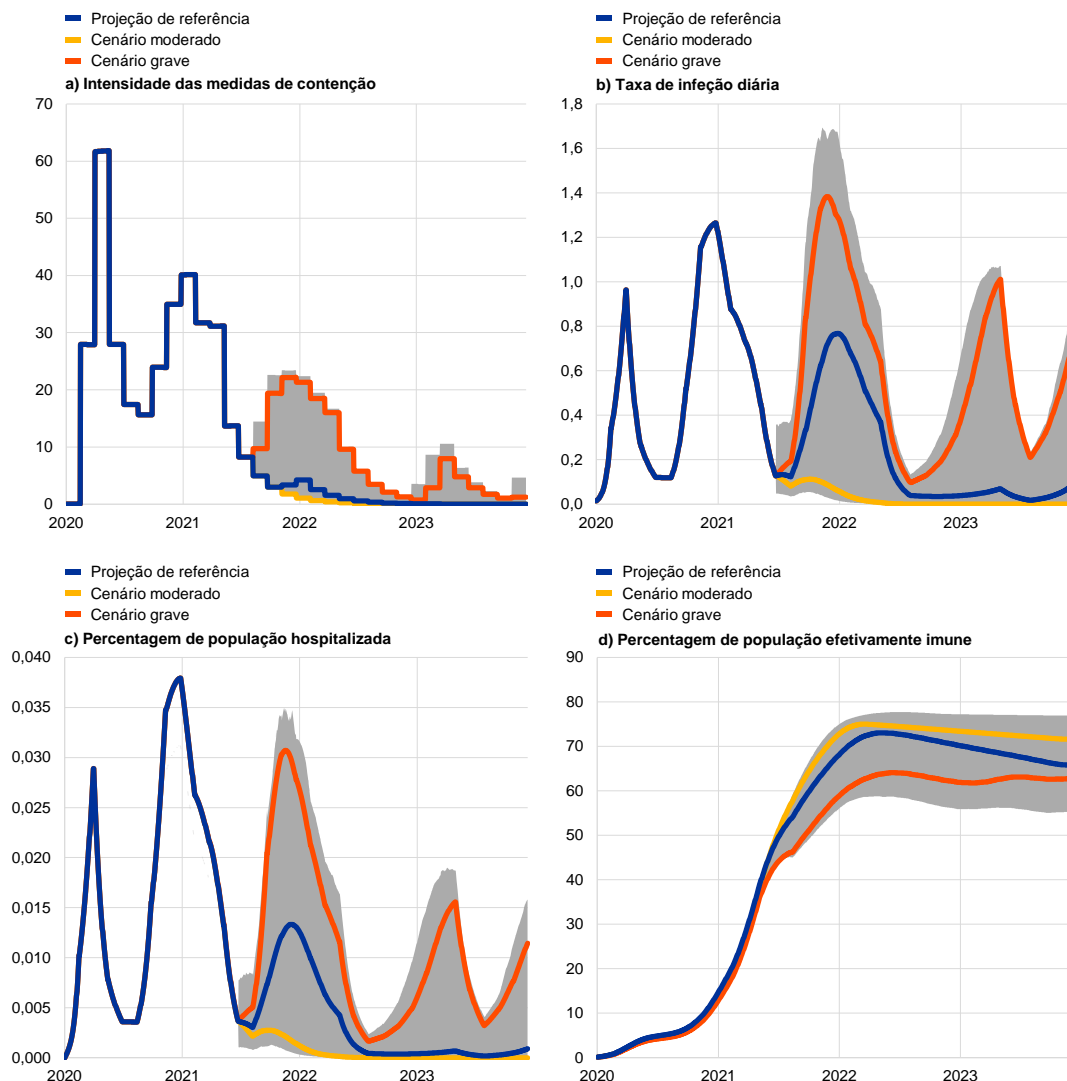 Projeção de referência
Cenário moderado
Cenário grave
a) Intensidade das medidas de contenção
70
60
50
40
30
20
10
0
2020 2021 2022 2023
Projeção de referência
Cenário moderado
Cenário grave
b) Taxa de infeção diária
1,8
1,6
1,4
1,2
1,0
0,8
0,6
0,4
0,2
0,0
2020 2021 2022 2023
Projeção de referência
Cenário moderado
Cenário grave
c) Percentagem de população hospitalizada
0,040
0,035
0,030
0,025
0,020
0,015
0,010
0,005
0,000
2020 2021 2022 2023
Projeção de referência
Cenário moderado
Cenário grave
d) Percentagem de população efetivamente imune
90
80
70
60
50
40
30
20
10
0
2020 2021 2022 2023